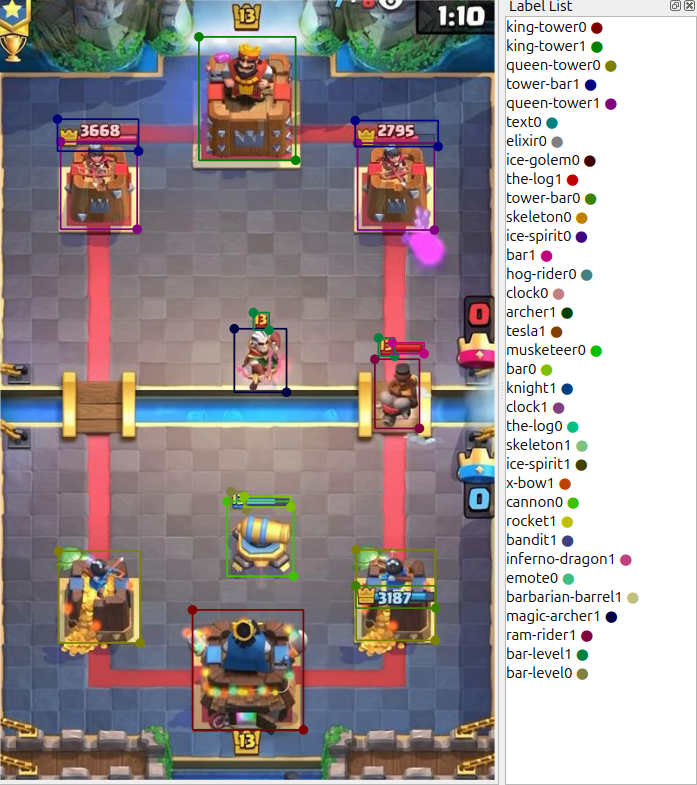 13
1:10
3668
2795
13
13
0
0
3187
13
Label List
king-tower0
king-tower1
queen-tower0
tower-bar1
queen-tower1
text0
elixir0
ice-golem0
the-log1
tower-bar0
skeleton0
ice-spirit0
bar1
hog-rider0
clock0
archer1
tesla1
musketeer0
bar0
knight1
clock1
the-log0
skeleton1
ice-spirit1
x-bow1
cannon0
rocket1
bandit1
inferno-dragon1
emote0
barbarian-barrel1
magic-archer1
ram-rider1
bar-level1
bar-level0